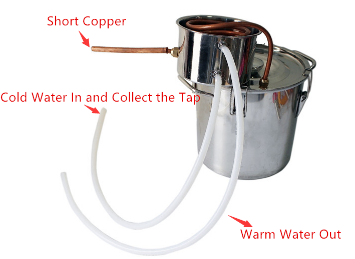 Short Copper
Cold Water In and Collect the Tap
Warm Water Out